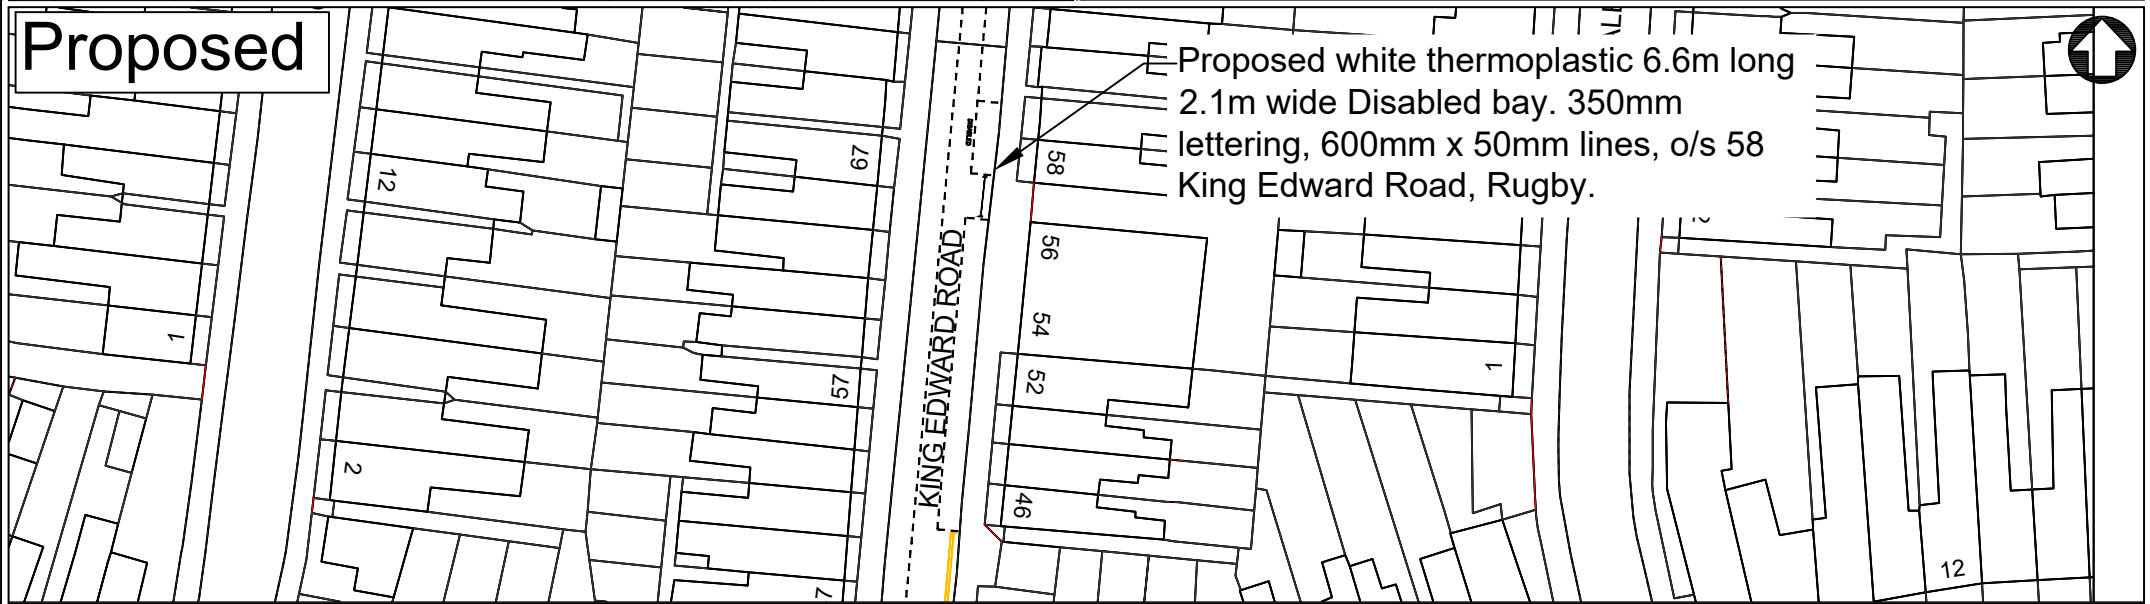 Proposed
Proposed white thermoplastic 6.6m long
2.1m wide Disabled bay. 350mm
lettering, 600mm x 50mm lines, o/s 58
King Edward Road, Rugby.
KING EDWARD ROAD
12
1
2
67
57
58
56
54
52
46
1
12